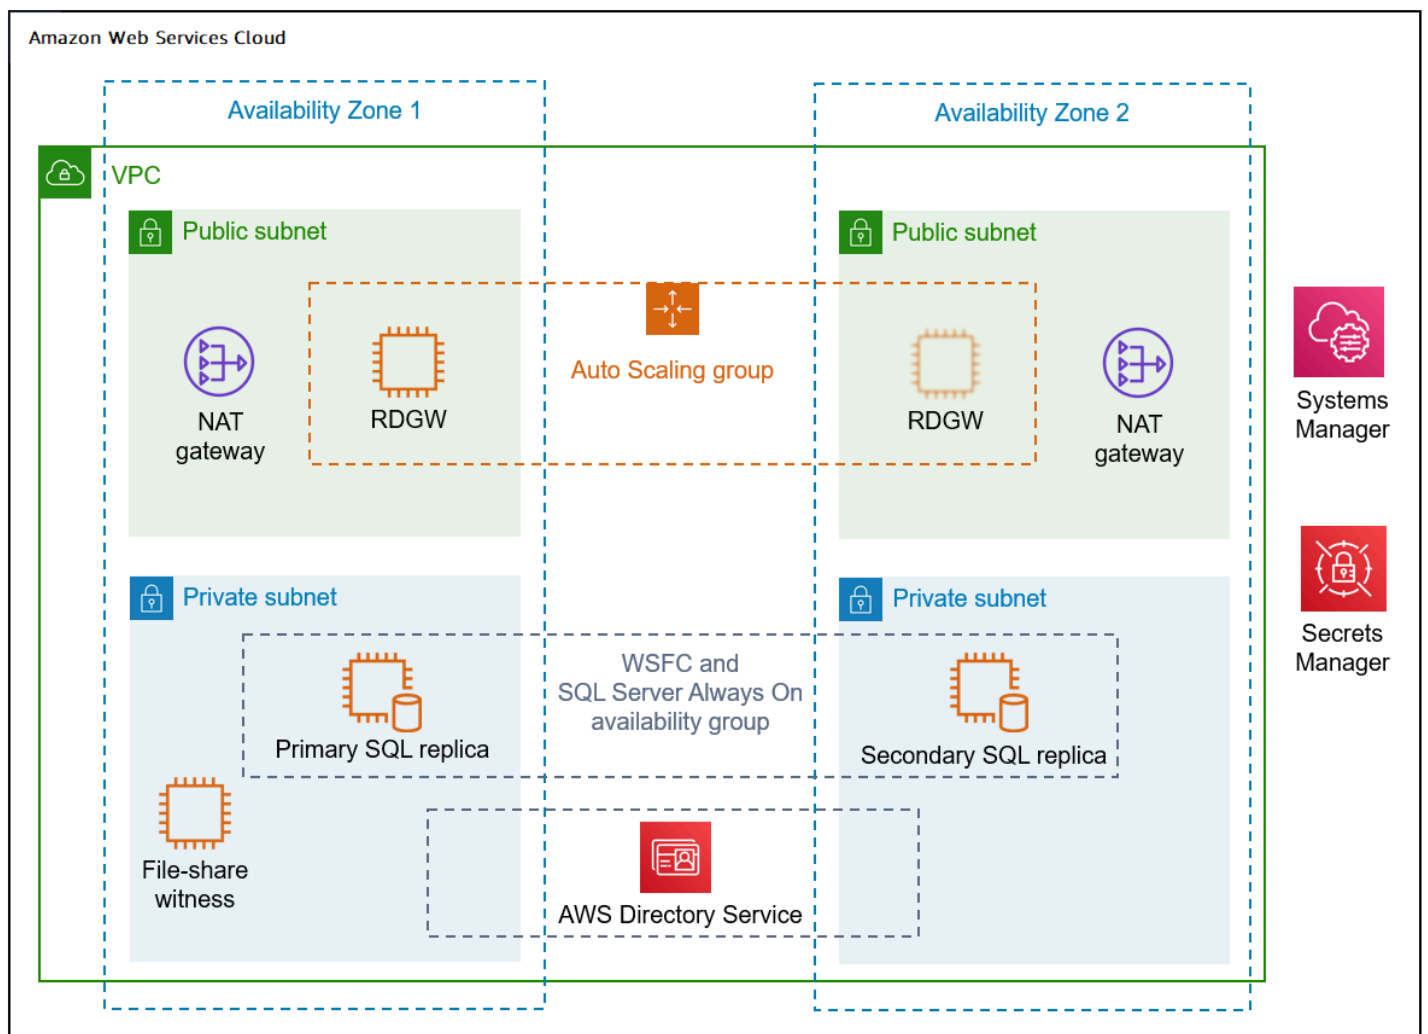 Amazon Web Services Cloud
Availability Zone 1
Availability Zone 2
VPC
Public subnet
Public subnet
NAT
gateway
RDGW
Auto Scaling group
RDGW
NAT
gateway
Systems
Manager
Private subnet
Private subnet
Secrets
Manager
WSFC and
SQL Server Always On
availability group
Primary SQL replica
Secondary SQL replica
File-share
witness
AWS Directory Service